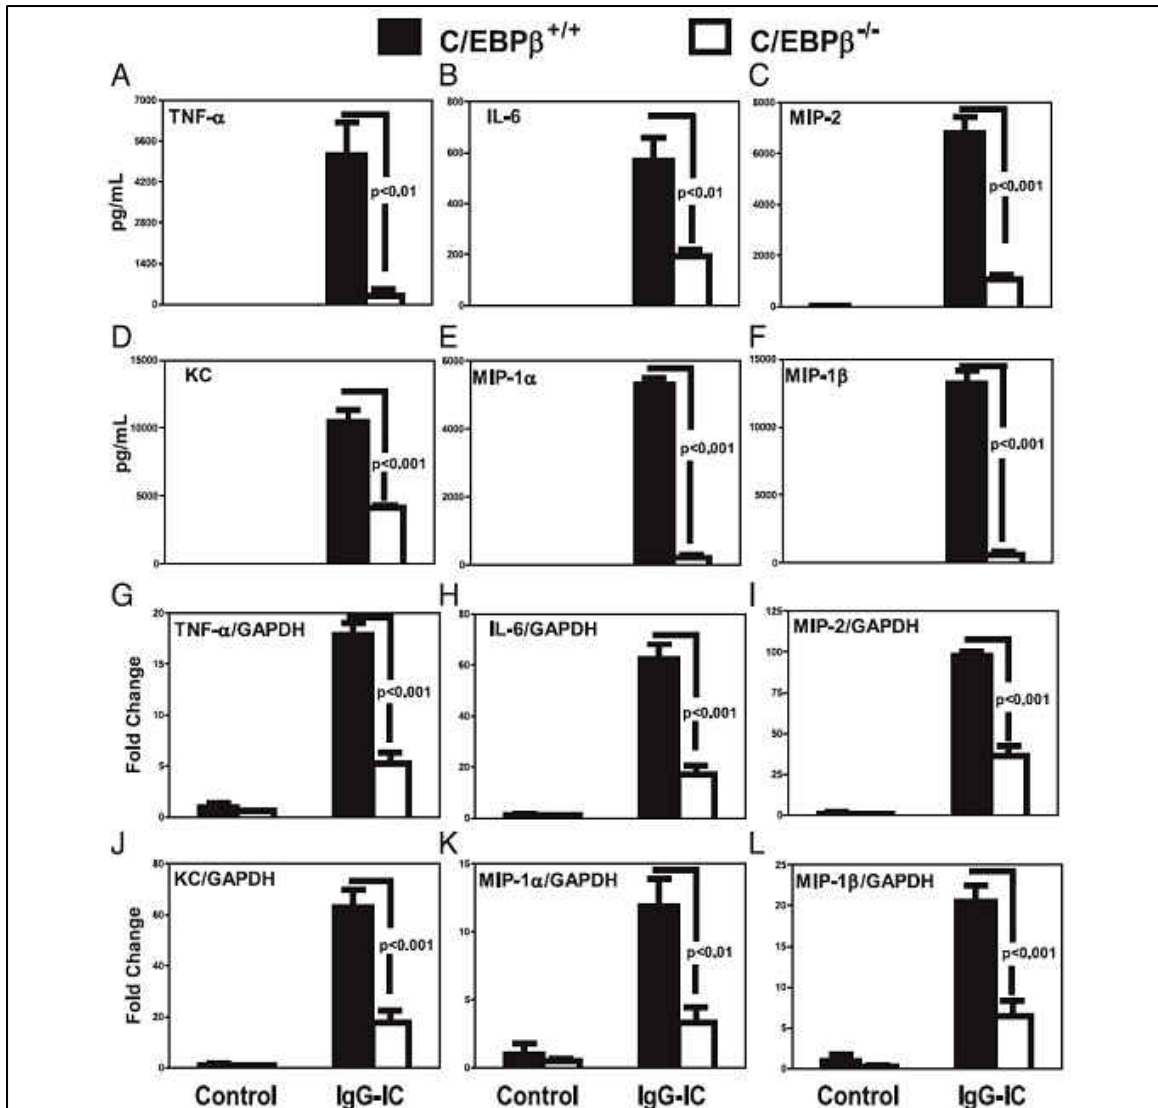 C/EBPβ+/+ C/EBPβ-/-
A B C
TNF-α IL-6 MIP-2
pg/mL
7000
5600
4200
2800
1400
0
p<0.01
800
600
400
200
0
p<0.01
8000
6000
4000
2000
0
p<0.001
D E F
KC MIP-1α MIP-1β
pg/mL
15000
10000
5000
0
p<0.001
6000
4000
2000
0
p<0.001
15000
10000
5000
0
p<0.001
G H I
TNF-α/GAPDH IL-6/GAPDH MIP-2/GAPDH
Fold Change
20
15
10
5
0
p<0.001
80
60
40
20
0
p<0.001
125
100
75
50
25
0
p<0.001
J K L
KC/GAPDH MIP-1α/GAPDH MIP-1β/GAPDH
Fold Change
80
60
40
20
0
p<0.001
15
10
5
0
p<0.01
25
20
15
10
5
0
p<0.001
Control IgG-IC Control IgG-IC Control IgG-IC